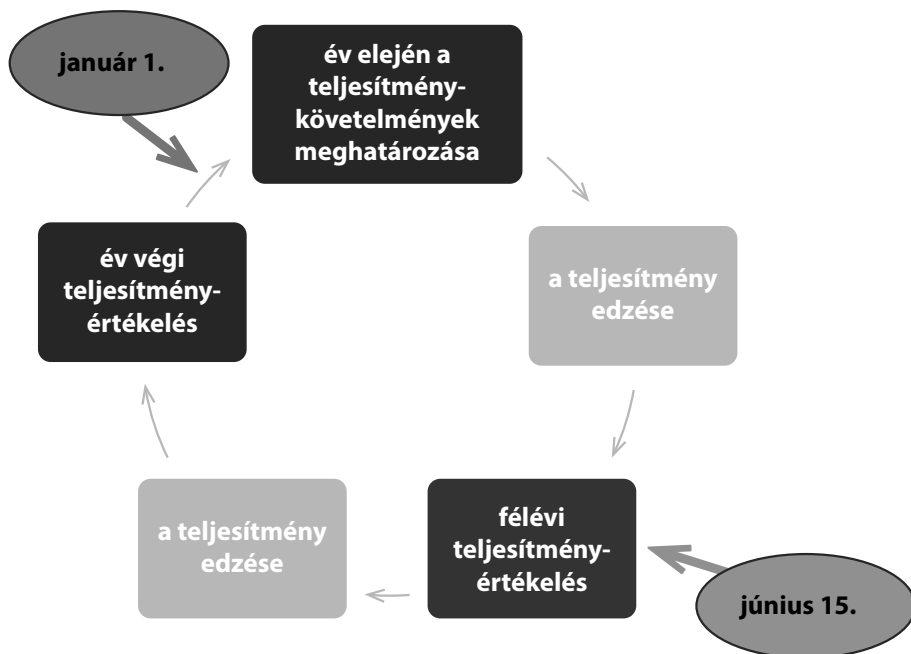 január 1.
év elején a
teljesítmény-
követelmények
meghatározása
év végi
teljesítmény-
értékelés
a teljesítmény
edzése
a teljesítmény
edzése
félévi
teljesítmény-
értékelés
június 15.